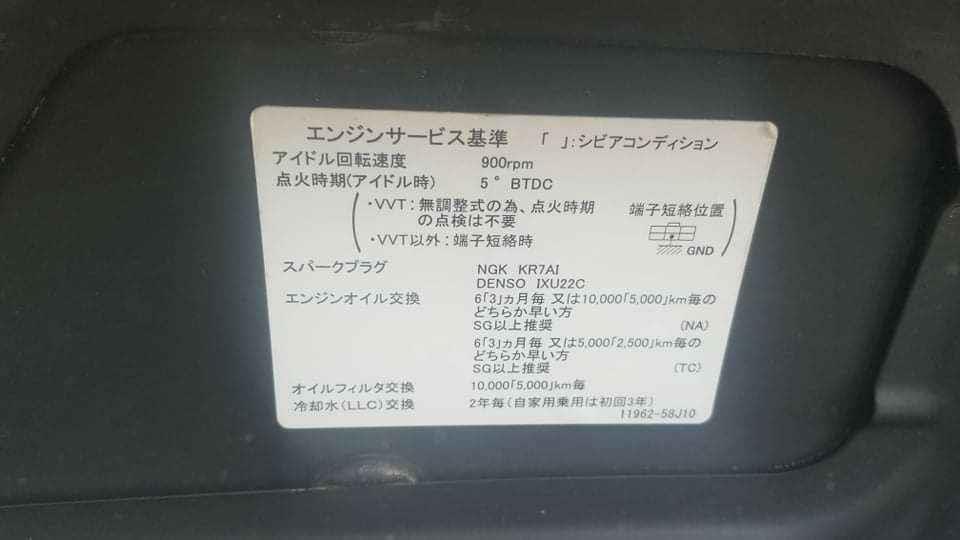 エンジンサービス基準 「 」:シビアコンディション
アイドル回転速度 900rpm
点火時期(アイドル時) 5° BTDC
・VVT:無調整式の為、点火時期
の点検は不要
・VVT以外:端子短絡時
端子短絡位置
GND
スパークプラグ NGK KR7AI
DENSO IXU22C
エンジンオイル交換 6「3」ヵ月毎 又は10,000「5,000」km毎の
どちらか早い方
SG以上推奨 (NA)
6「3」ヵ月毎 又は5,000「2,500」km毎の
どちらか早い方
SG以上推奨 (TC)
オイルフィルタ交換 10,000「5,000」km毎
冷却水(LLC)交換 2年毎(自家用乗用は初回3年)
11962-58J10